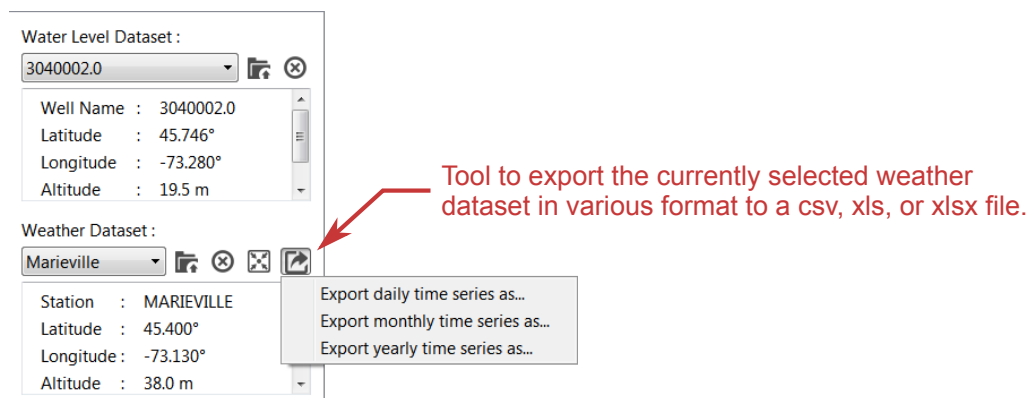 Water Level Dataset :
3040002.0
Well Name : 3040002.0
Latitude : 45.746°
Longitude : -73.280°
Altitude : 19.5 m
Tool to export the currently selected weather
dataset in various format to a csv, xls, or xlsx file.
Weather Dataset :
Marieville
Export daily time series as...
Export monthly time series as...
Export yearly time series as...
Station : MARIEVILLE
Latitude : 45.400°
Longitude : -73.130°
Altitude : 38.0 m